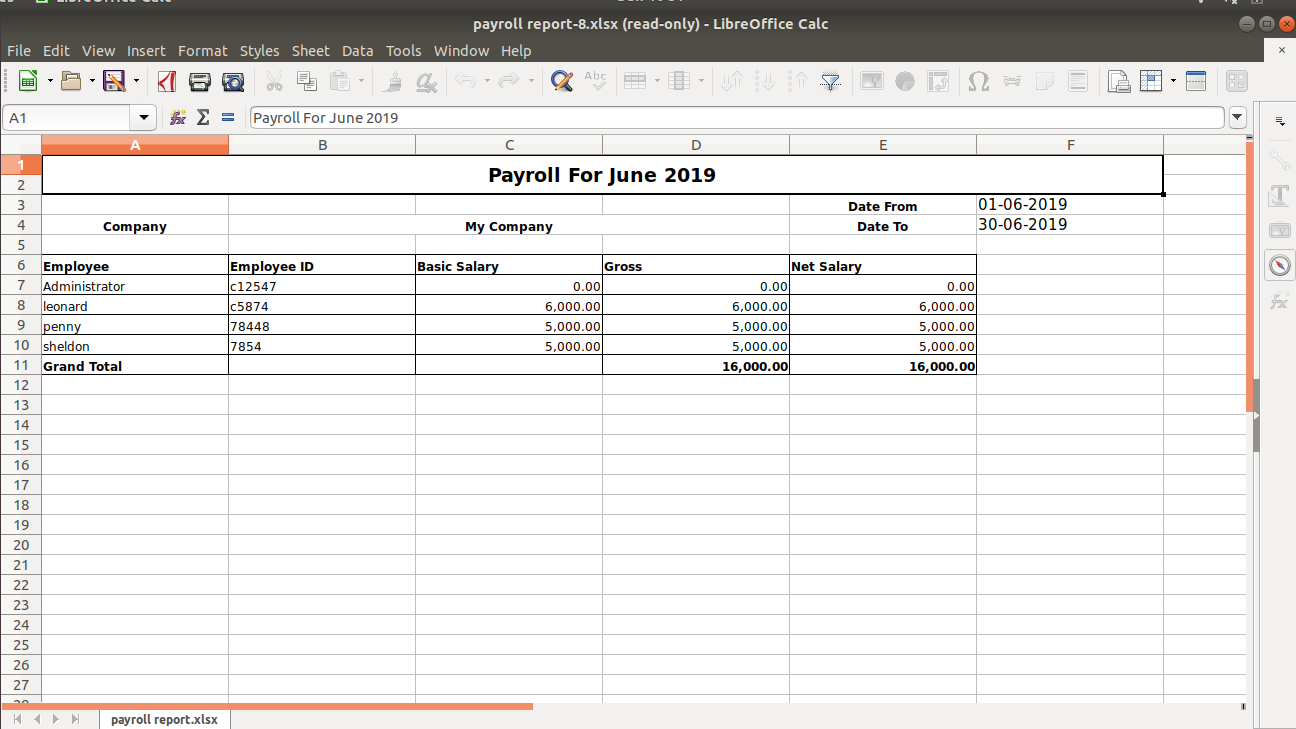 payroll report-8.xlsx (read-only) - LibreOffice Calc
File Edit View Insert Format Styles Sheet Data Tools Window Help
Abc
A1 Payroll For June 2019
A B C D E F
1 Payroll For June 2019
2
3 Date From 01-06-2019
4 Company My Company Date To 30-06-2019
5
6 Employee Employee ID Basic Salary Gross Net Salary
7 Administrator c12547 0.00 0.00 0.00
8 leonard c5874 6,000.00 6,000.00 6,000.00
9 penny 78448 5,000.00 5,000.00 5,000.00
10 sheldon 7854 5,000.00 5,000.00 5,000.00
11 Grand Total 16,000.00 16,000.00
12
13
14
15
16
17
18
19
20
21
22
23
24
25
26
27
payroll report.xlsx